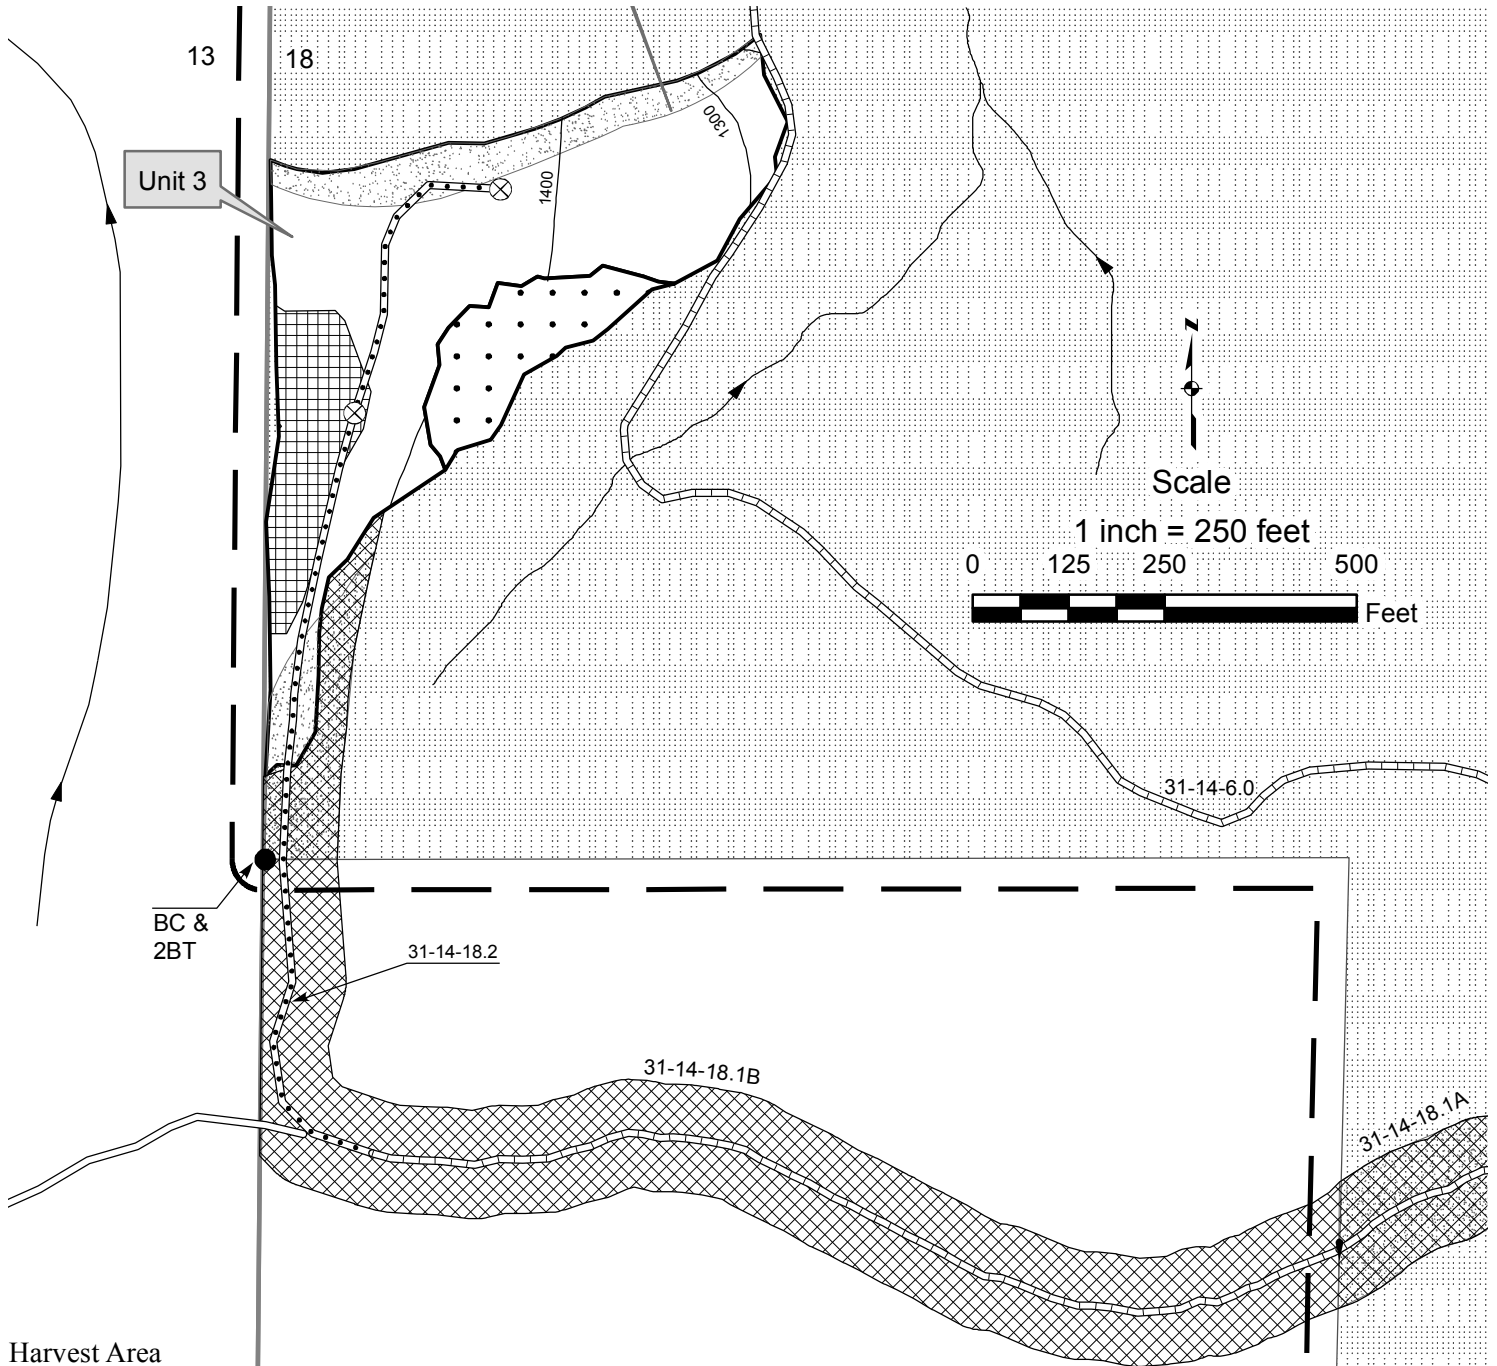 13
18
1300
Unit 3
1400
N
Scale
1 inch = 250 feet
0 125 250 500
Feet
31-14-6.0
BC &
2BT
31-14-18.2
31-14-18.1B
31-14-18.1A
Harvest Area